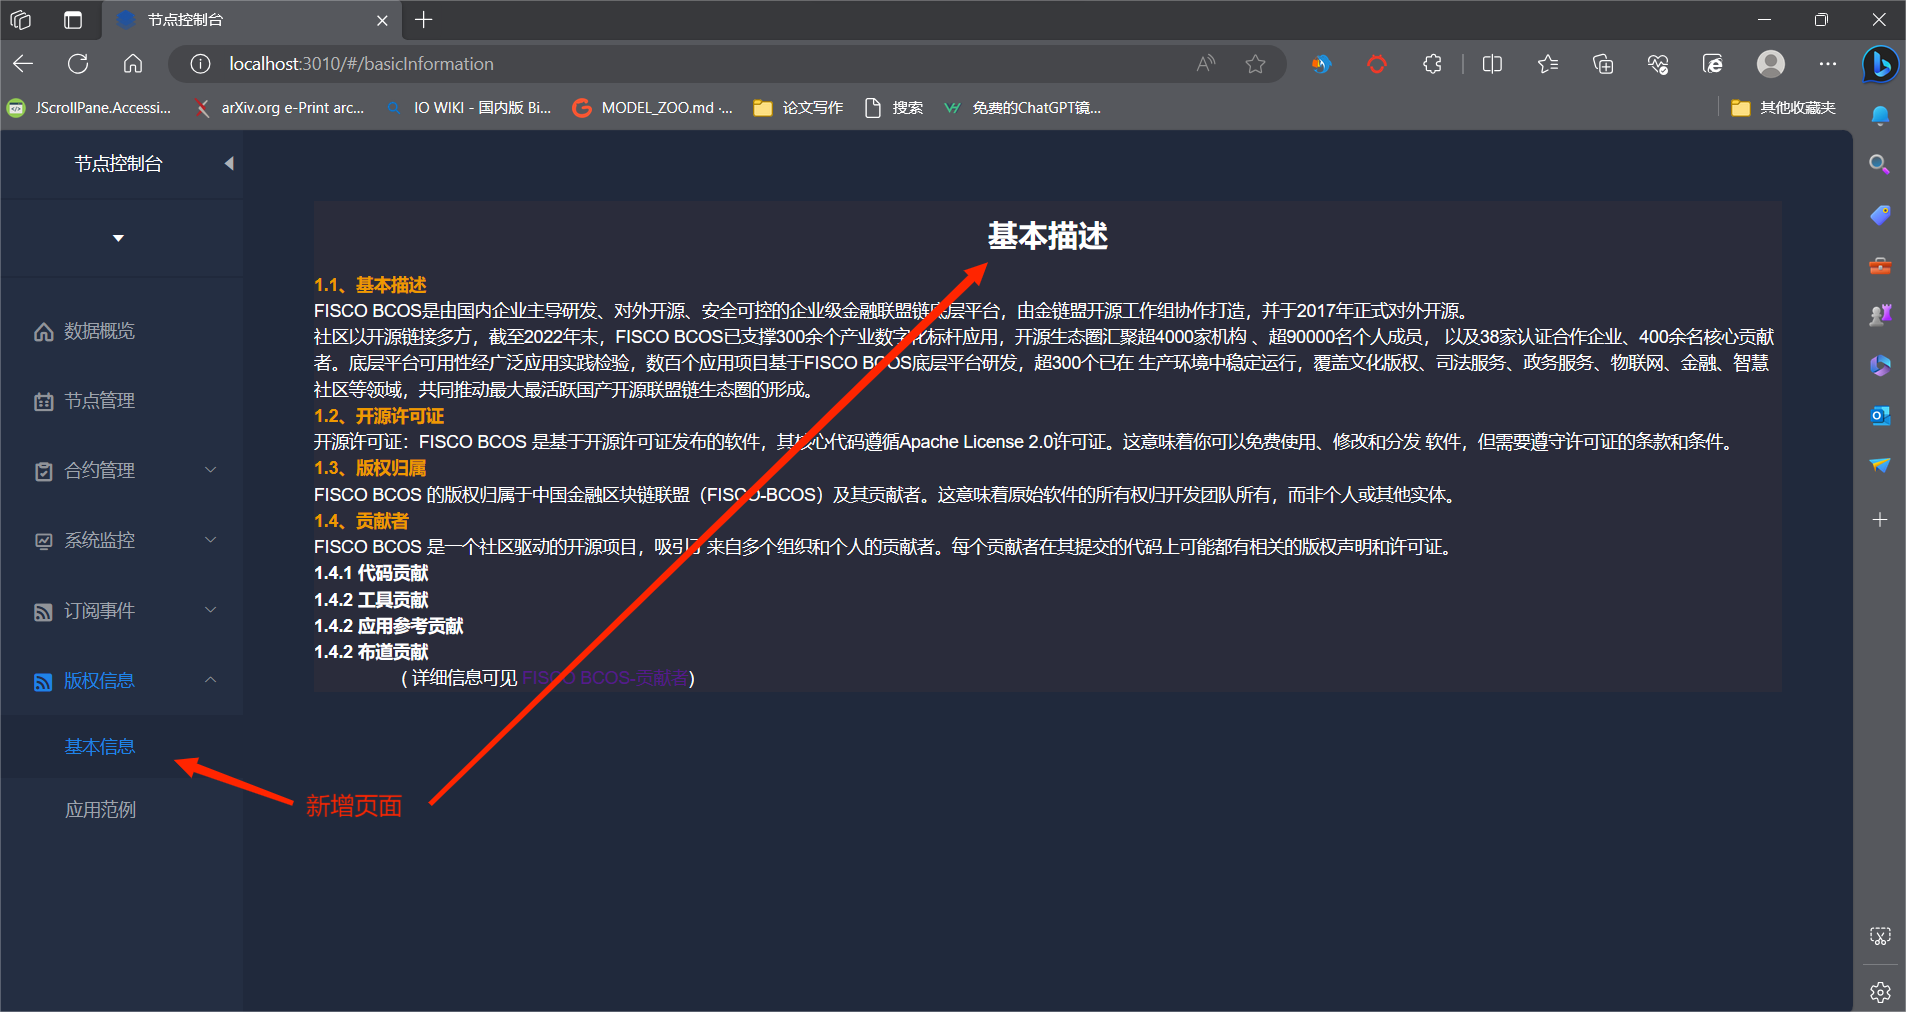 节点控制台
localhost:3010/#/basicInformation
JScrollPane.Accessi...
arXiv.org e-Print arc...
IO WIKI - 国内版 Bi...
MODEL_ZOO.md ·...
论文写作
搜索
免费的ChatGPT镜...
其他收藏夹
节点控制台
数据概览
节点管理
合约管理
系统监控
订阅事件
版权信息
基本信息
应用范例
基本描述
1.1、基本描述
FISCO BCOS是由国内企业主导研发、对外开源、安全可控的企业级金融联盟链底层平台，由金链盟开源工作组协作打造，并于2017年正式对外开源。
社区以开源链接多方，截至2022年末，FISCO BCOS已支撑300余个产业数字化标杆应用，开源生态圈汇聚超4000家机构 、超90000名个人成员， 以及38家认证合作企业、400余名核心贡献
者。底层平台可用性经广泛应用实践检验，数百个应用项目基于FISCO BCOS底层平台研发，超300个已在 生产环境中稳定运行，覆盖文化版权、司法服务、政务服务、物联网、金融、智慧
社区等领域，共同推动最大最活跃国产开源联盟链生态圈的形成。
1.2、开源许可证
开源许可证：FISCO BCOS 是基于开源许可证发布的软件，其核心代码遵循Apache License 2.0许可证。这意味着你可以免费使用、修改和分发 软件，但需要遵守许可证的条款和条件。
1.3、版权归属
FISCO BCOS 的版权归属于中国金融区块链联盟（FISCO-BCOS）及其贡献者。这意味着原始软件的所有权归开发团队所有，而非个人或其他实体。
1.4、贡献者
FISCO BCOS 是一个社区驱动的开源项目，吸引了来自多个组织和个人的贡献者。每个贡献者在其提交的代码上可能都有相关的版权声明和许可证。
1.4.1 代码贡献
1.4.2 工具贡献
1.4.2 应用参考贡献
1.4.2 布道贡献
( 详细信息可见 FISCO BCOS-贡献者)
新增页面